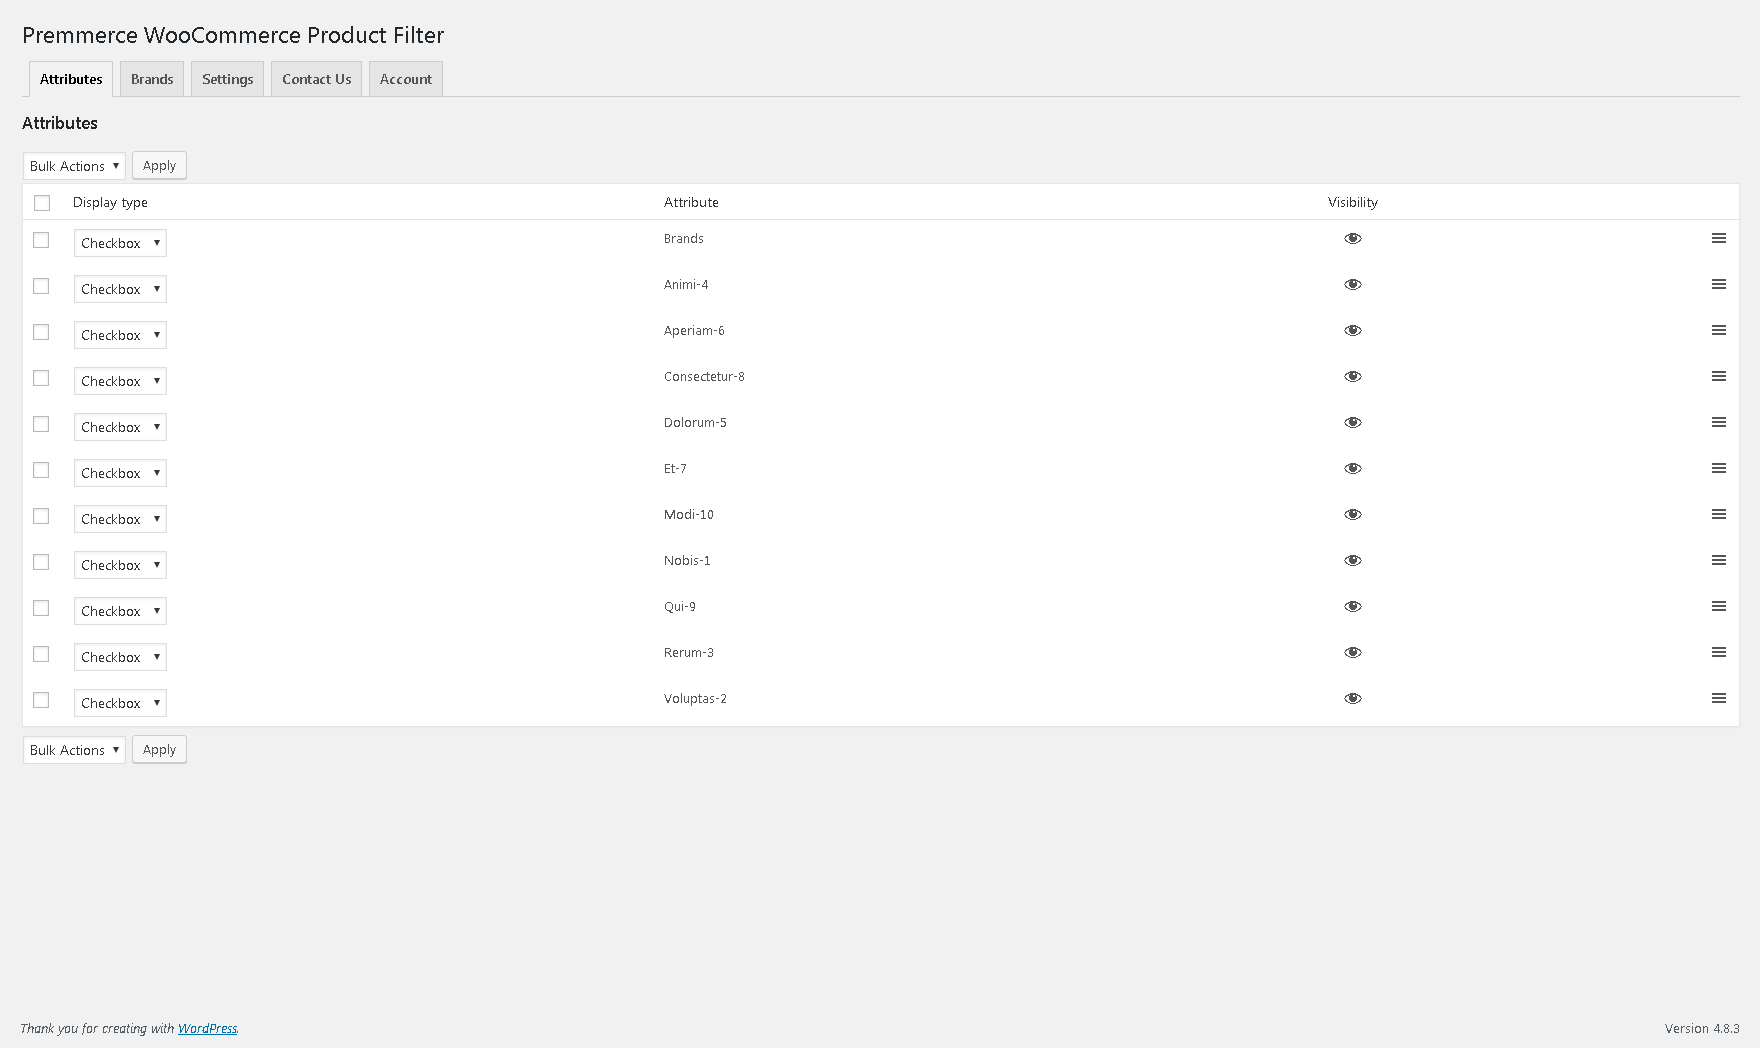 Premmerce WooCommerce Product Filter
Attributes Brands Settings Contact Us Account
Attributes
Bulk Actions Apply
Display type Attribute Visibility
Checkbox Brands
Checkbox Animi-4
Checkbox Aperiam-6
Checkbox Consectetur-8
Checkbox Dolorum-5
Checkbox Et-7
Checkbox Modi-10
Checkbox Nobis-1
Checkbox Qui-9
Checkbox Rerum-3
Checkbox Voluptas-2
Bulk Actions Apply
Thank you for creating with WordPress. Version 4.8.3